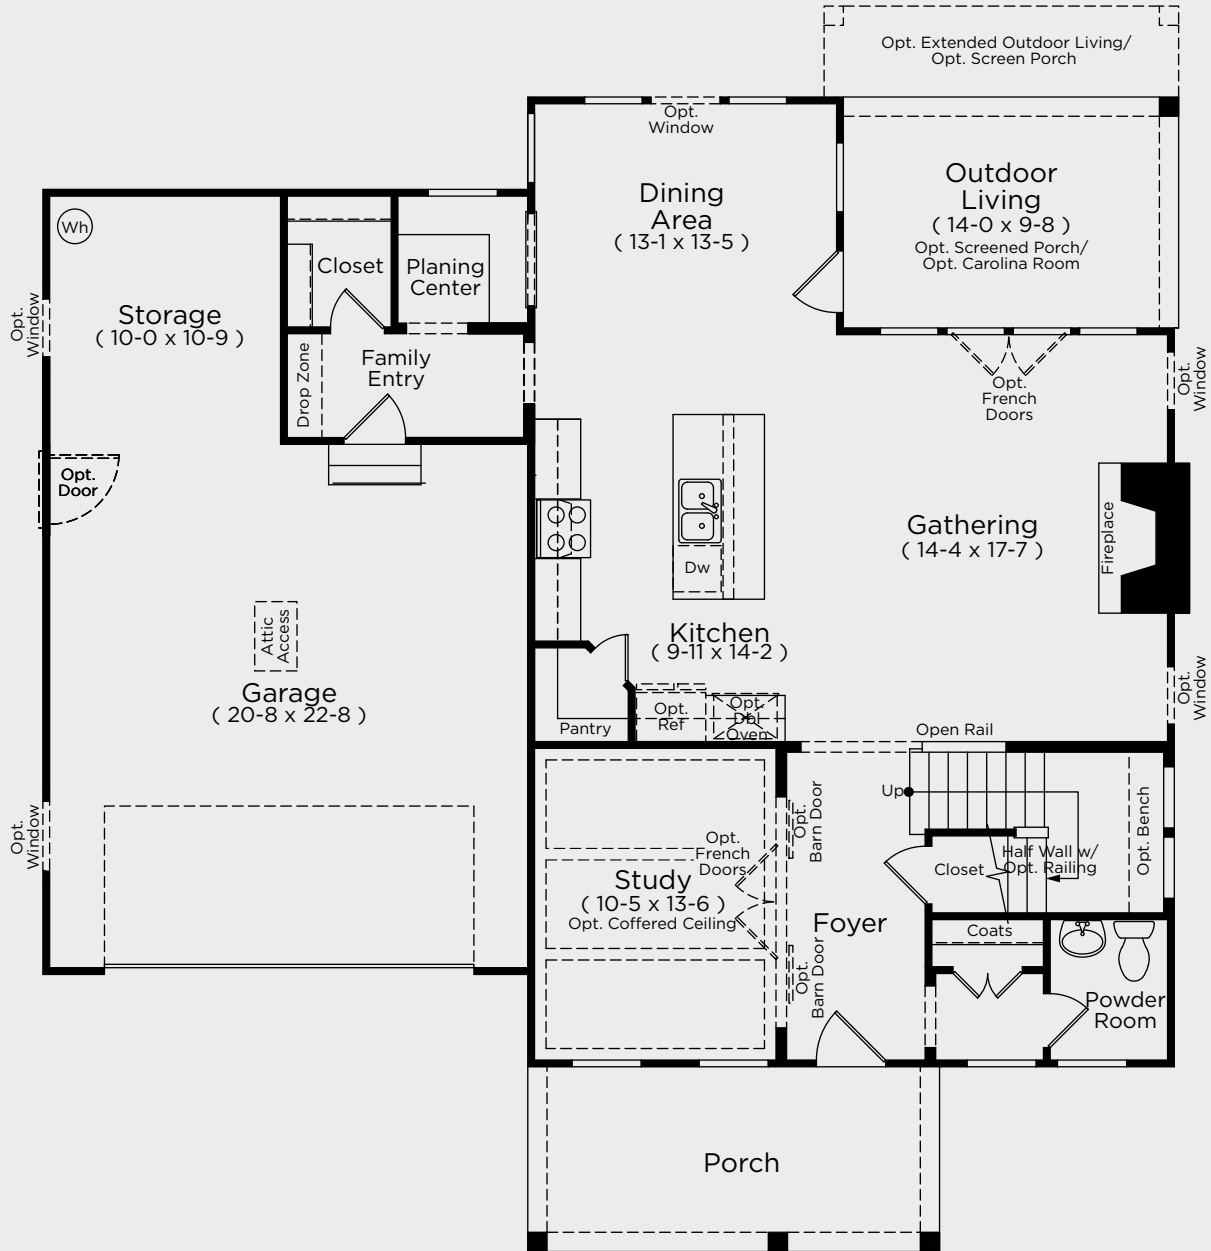 Opt. Extended Outdoor Living/
Opt. Screen Porch
Opt.
Window
Dining
Area
( 13-1 x 13-5 )
Outdoor
Living
( 14-0 x 9-8 )
Opt. Screened Porch/
Opt. Carolina Room
Wh
Closet
Planing
Center
Storage
( 10-0 x 10-9 )
Opt.
Window
Drop Zone
Family
Entry
Opt.
French
Doors
Opt.
Window
Opt.
Door
Gathering
( 14-4 x 17-7 )
Fireplace
Dw
Attic
Access
Kitchen
( 9-11 x 14-2 )
Garage
( 20-8 x 22-8 )
Opt.
Window
Pantry
Opt.
Ref
Opt.
Dbl
Oven
Open Rail
Opt.
Window
Up
Opt.
Barn Door
Opt.
French
Doors
Opt. Bench
Half Wall w/
Opt. Railing
Closet
Study
( 10-5 x 13-6 )
Opt. Coffered Ceiling
Foyer
Coats
Opt.
Barn Door
Powder
Room
Porch